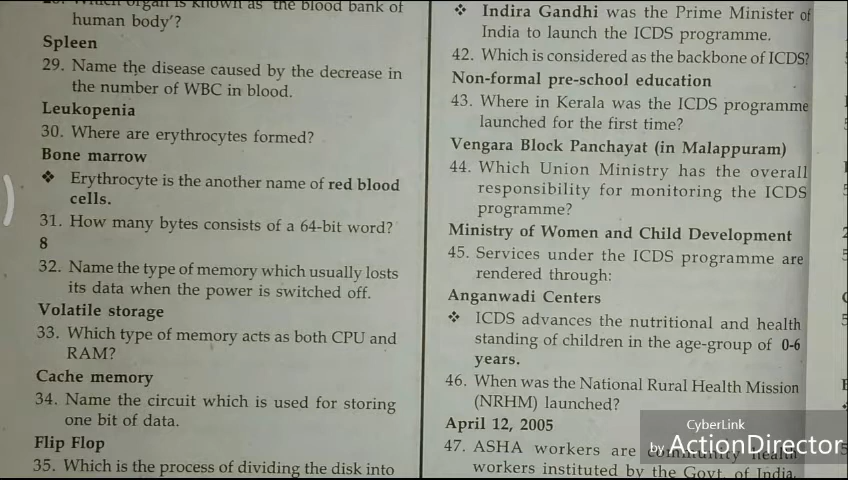 organ is known as 'the blood bank of
human body'?
Spleen
29. Name the disease caused by the decrease in
the number of WBC in blood.
Leukopenia
30. Where are erythrocytes formed?
Bone marrow
❖ Erythrocyte is the another name of red blood
cells.
31. How many bytes consists of a 64-bit word?
8
32. Name the type of memory which usually losts
its data when the power is switched off.
Volatile storage
33. Which type of memory acts as both CPU and
RAM?
Cache memory
34. Name the circuit which is used for storing
one bit of data.
Flip Flop
35. Which is the process of dividing the disk into
❖ Indira Gandhi was the Prime Minister of
India to launch the ICDS programme.
42. Which is considered as the backbone of ICDS?
Non-formal pre-school education
43. Where in Kerala was the ICDS programme
launched for the first time?
Vengara Block Panchayat (in Malappuram)
44. Which Union Ministry has the overall
responsibility for monitoring the ICDS
programme?
Ministry of Women and Child Development
45. Services under the ICDS programme are
rendered through:
Anganwadi Centers
❖ ICDS advances the nutritional and health
standing of children in the age-group of 0-6
years.
46. When was the National Rural Health Mission
(NRHM) launched?
April 12, 2005
47. ASHA workers are community health
workers instituted by the Govt. of India.
CyberLink
by ActionDirector